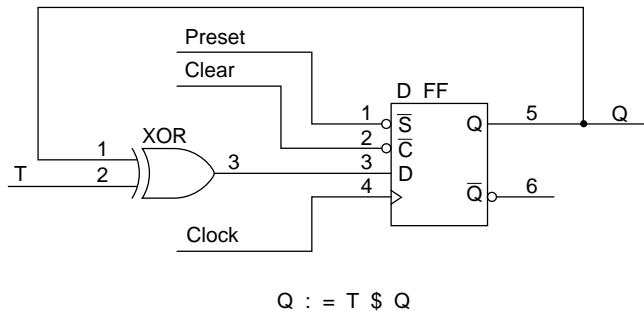 Preset
Clear
D FF
1 S̅ Q 5 Q
XOR
2 C̅
1
3 3 D
T 2
4 Q̅ 6
Clock
Q : = T $ Q